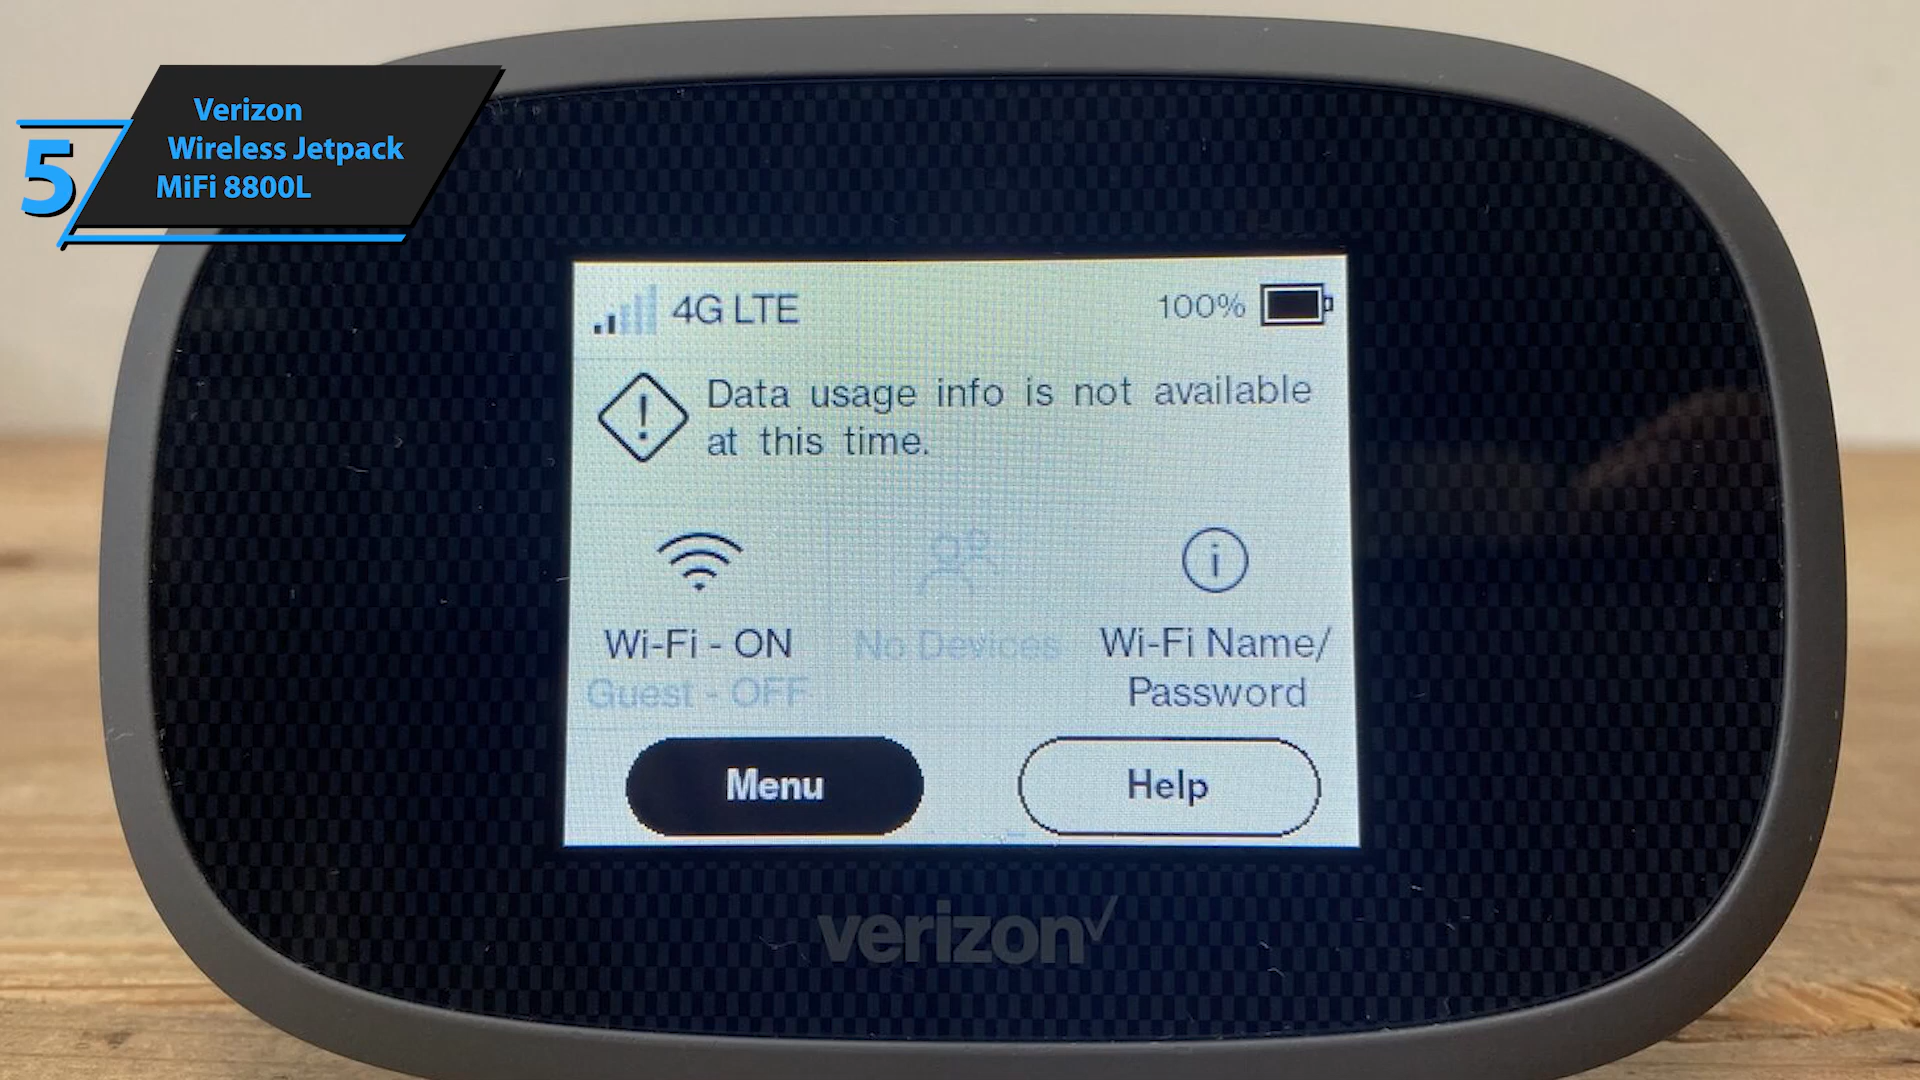 5
Verizon
Wireless Jetpack
MiFi 8800L
4G LTE
100%
Data usage info is not available
at this time.
Wi-Fi - ON
Guest - OFF
No Devices
Wi-Fi Name/
Password
Menu
Help
verizon